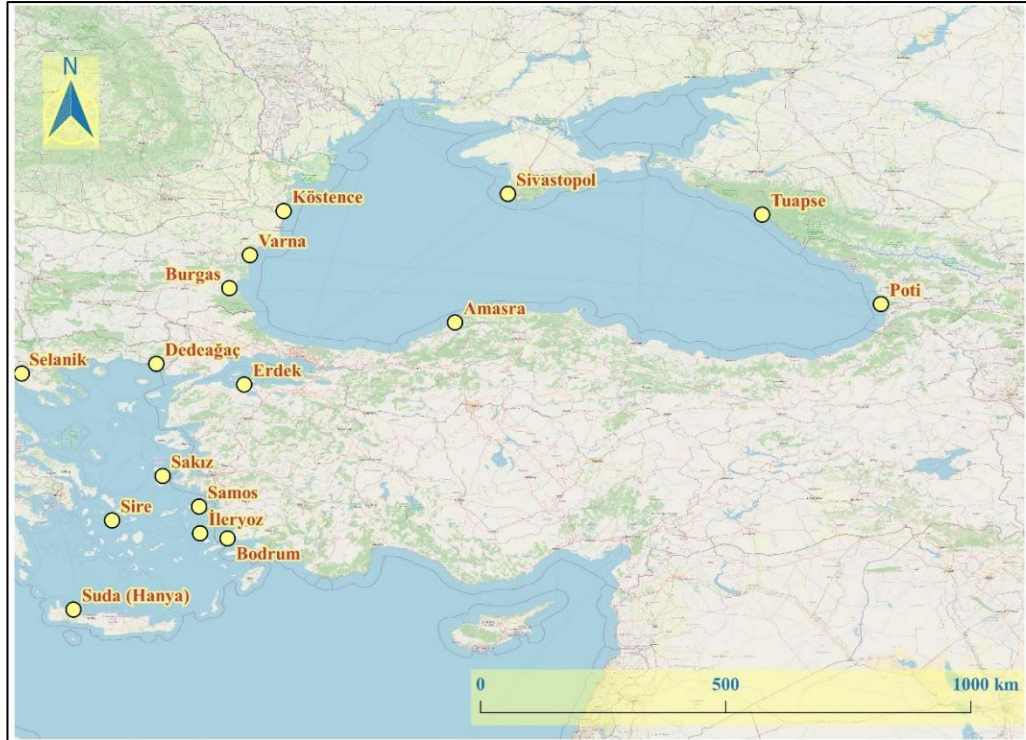 N
Sivastopol
Köstence
Tuapse
Varna
Burgas
Poti
Amasra
Dedeağaç
Selanik
Erdek
Sakız
Samos
Sire
İleryoz
Bodrum
Suda (Hanya)
0
500
1000 km